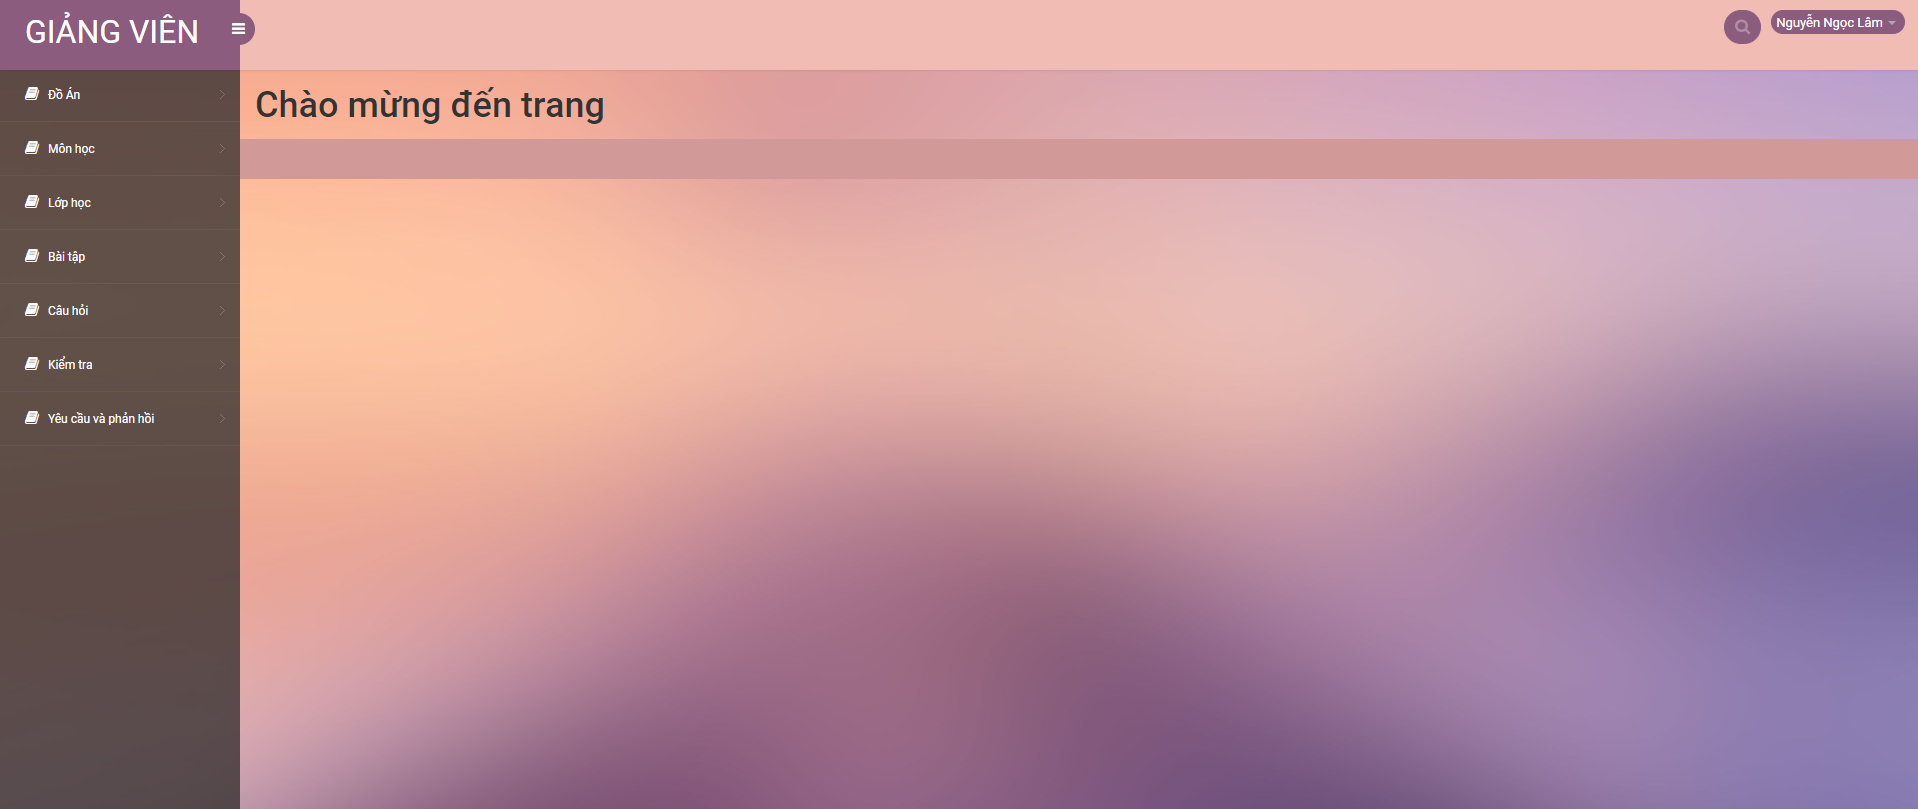 GIẢNG VIÊN
Nguyễn Ngọc Lâm
Đồ Án
Môn học
Lớp học
Bài tập
Câu hỏi
Kiểm tra
Yêu cầu và phản hồi
Chào mừng đến trang